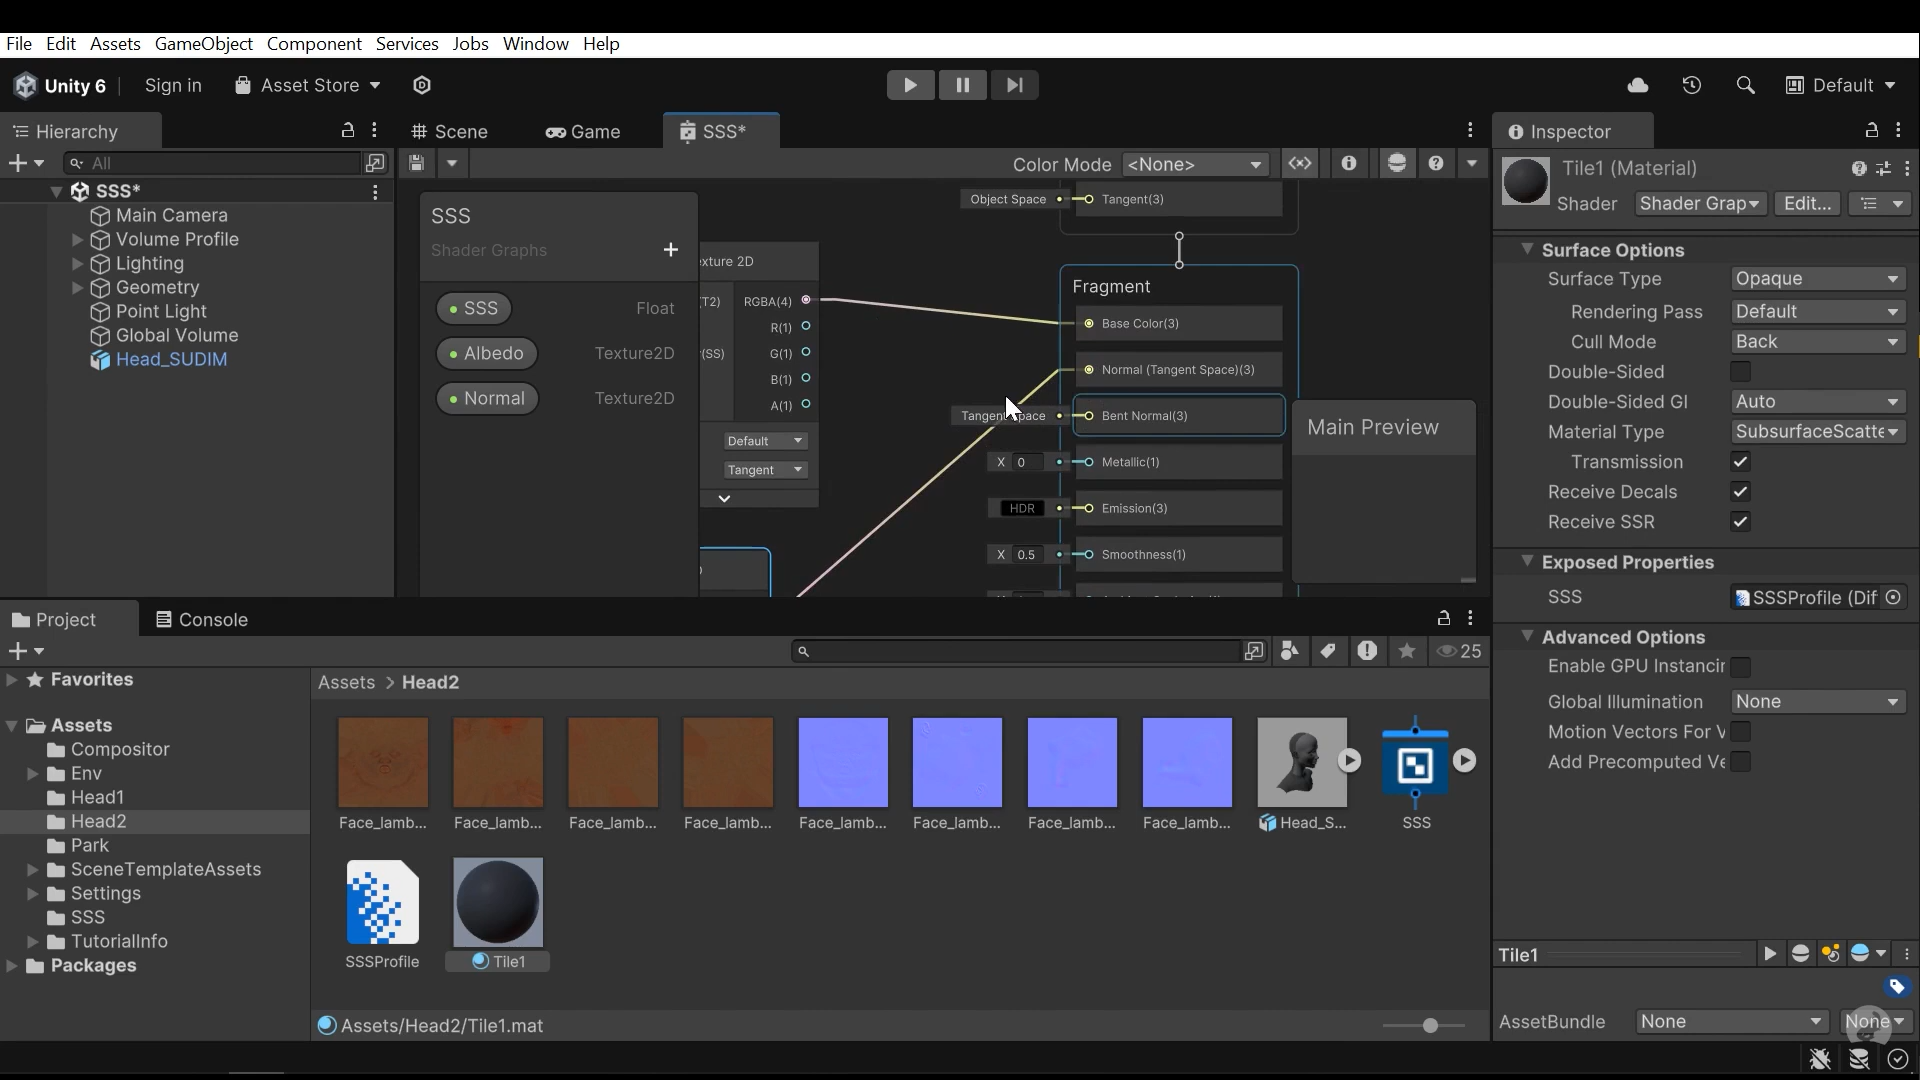 File Edit Assets GameObject Component Services Jobs Window Help
Unity 6 Sign in Asset Store Default
Hierarchy
All
SSS*
Main Camera
Volume Profile
Lighting
Geometry
Point Light
Global Volume
Head_SUDIM
Scene Game SSS*
Color Mode <None>
SSS
Shader Graphs
SSS Float
Albedo Texture2D
Normal Texture2D
exture 2D
(T2) RGBA(4)
R(1)
(SS) G(1)
B(1)
A(1)
Default
Tangent
Object Space Tangent(3)
Fragment
Base Color(3)
Normal (Tangent Space)(3)
Bent Normal(3)
X 0 Metallic(1)
HDR Emission(3)
X 0.5 Smoothness(1)
Main Preview
Inspector
Tile1 (Material)
Shader Shader Grap Edit...
Surface Options
Surface Type Opaque
Rendering Pass Default
Cull Mode Back
Double-Sided
Double-Sided GI Auto
Material Type SubsurfaceScatte
Transmission
Receive Decals
Receive SSR
Exposed Properties
SSS SSSProfile (Dif
Advanced Options
Enable GPU Instancir
Global Illumination None
Motion Vectors For V
Add Precomputed Ve
Tile1
AssetBundle None None
Project Console
25
Favorites
Assets
Compositor
Env
Head1
Head2
Park
SceneTemplateAssets
Settings
SSS
TutorialInfo
Packages
Assets > Head2
Face_lamb... Face_lamb... Face_lamb... Face_lamb... Face_lamb... Face_lamb... Face_lamb... Face_lamb... Head_S... SSS
SSSProfile Tile1
Assets/Head2/Tile1.mat